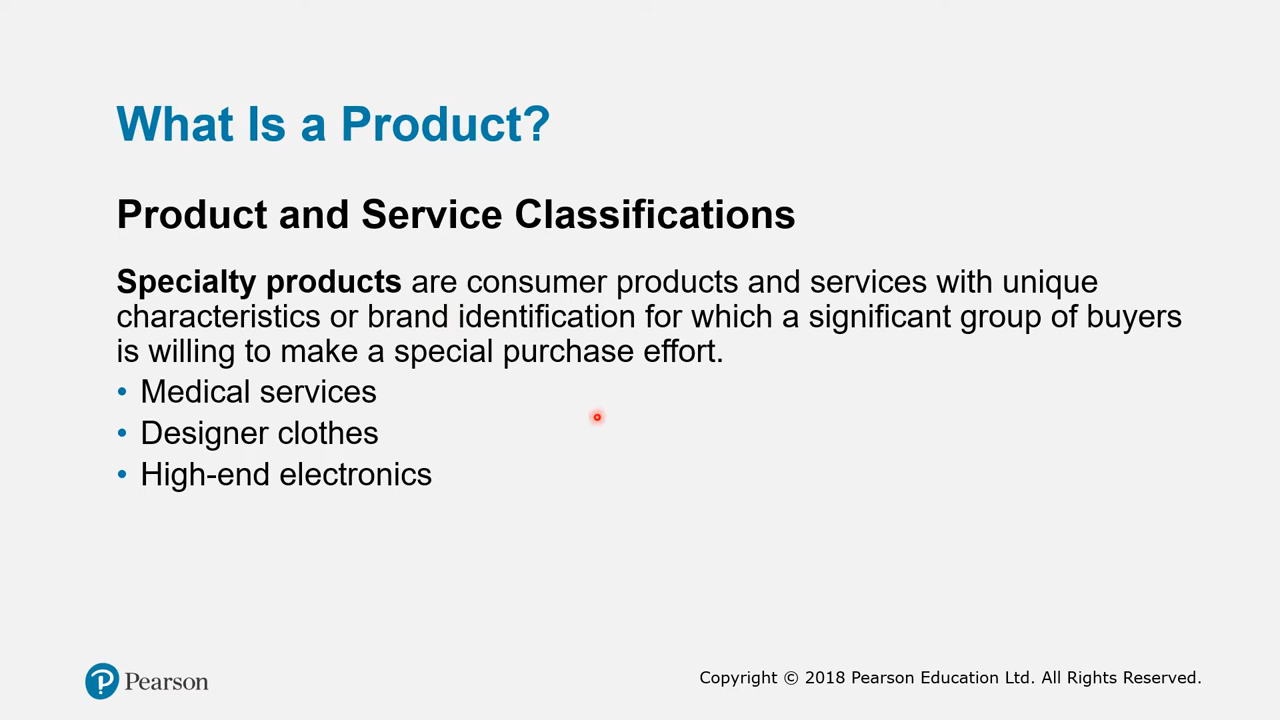 What Is a Product?
Product and Service Classifications
Specialty products are consumer products and services with unique
characteristics or brand identification for which a significant group of buyers
is willing to make a special purchase effort.
• Medical services
• Designer clothes
• High-end electronics
Pearson
Copyright © 2018 Pearson Education Ltd. All Rights Reserved.